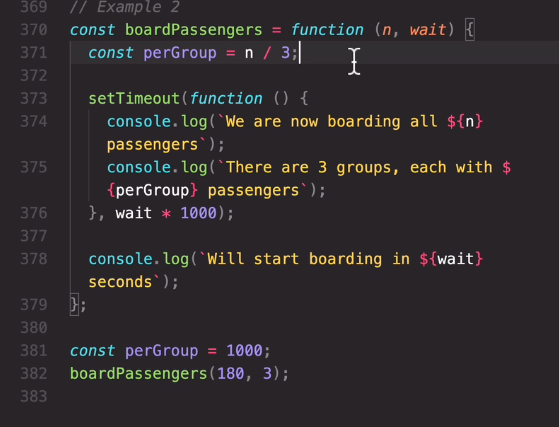 369 // Example 2
370 const boardPassengers = function (n, wait) {
371 const perGroup = n / 3;
372
373 setTimeout(function () {
374 console.log(`We are now boarding all ${n}
passengers`);
375 console.log(`There are 3 groups, each with $
{perGroup} passengers`);
376 }, wait * 1000);
377
378 console.log(`Will start boarding in ${wait}
seconds`);
379 };
380
381 const perGroup = 1000;
382 boardPassengers(180, 3);
383